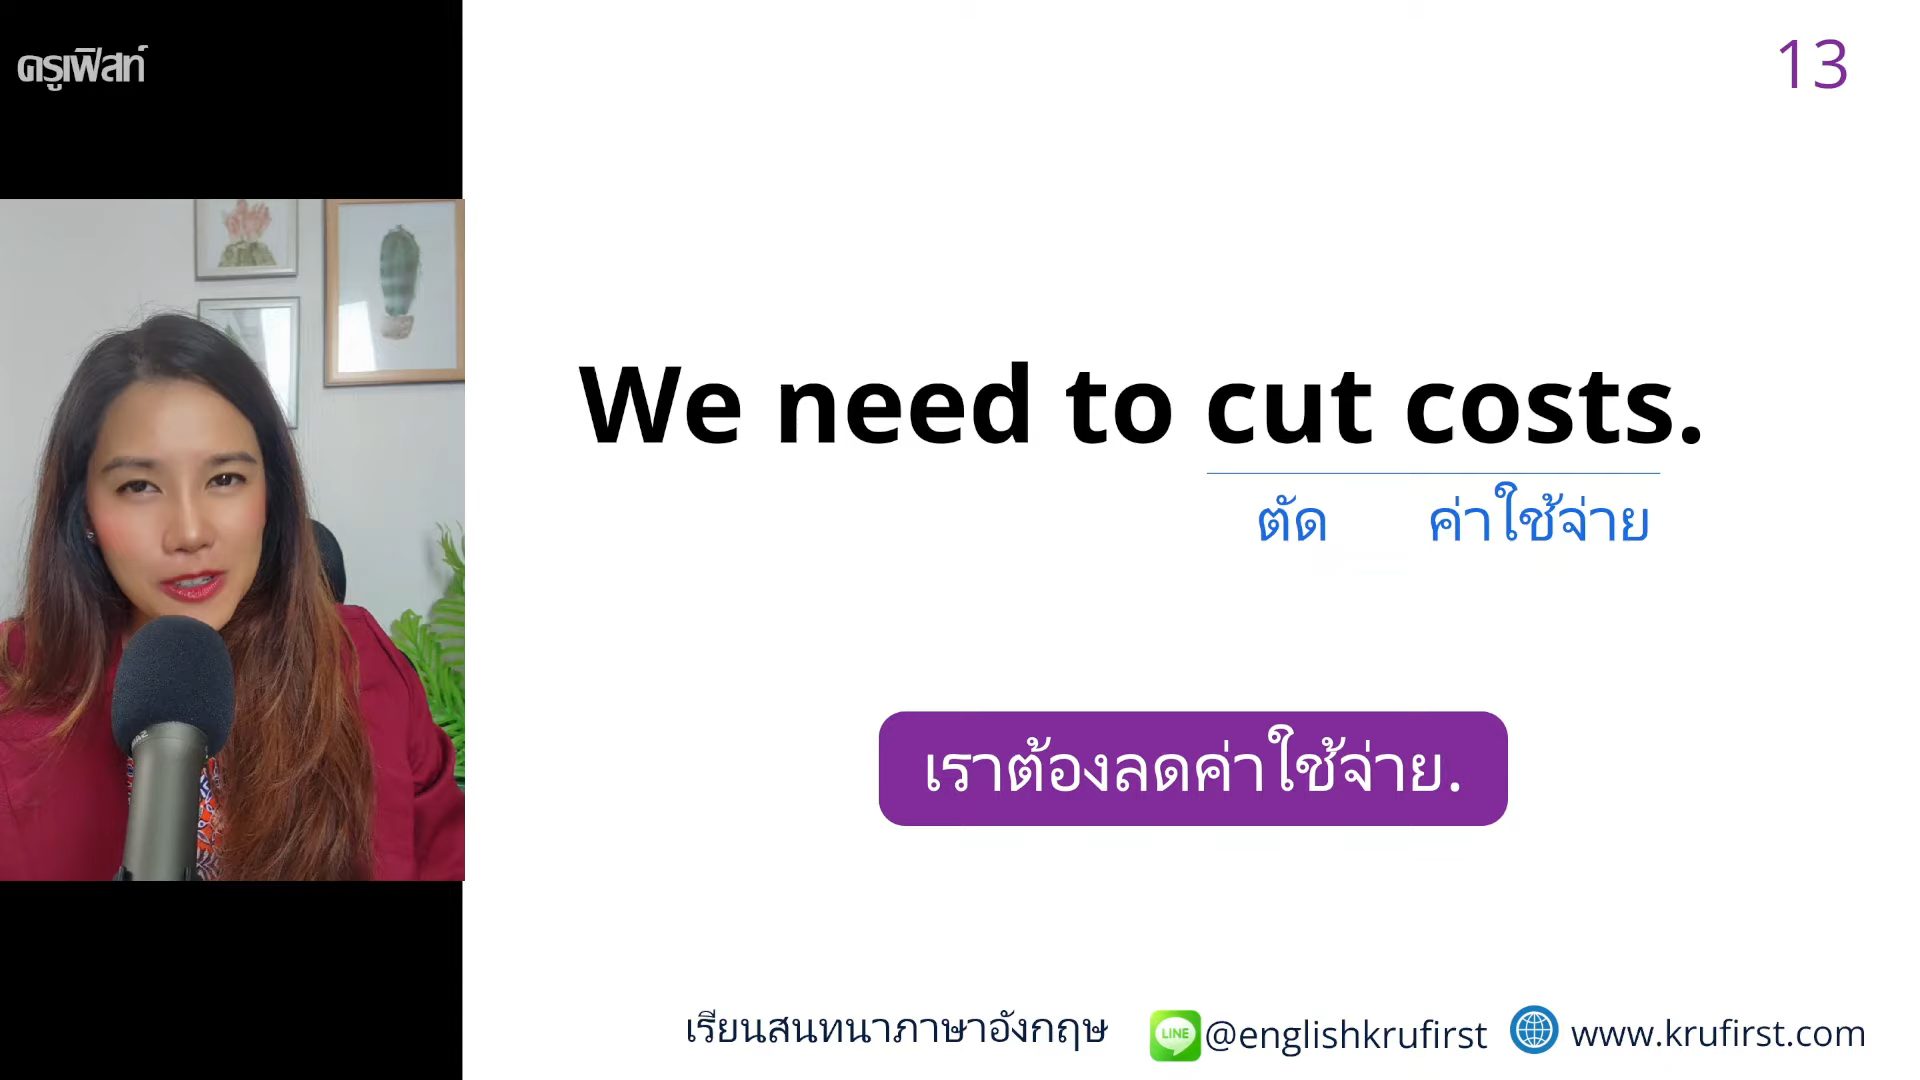 ครูเฟิสท์
13
We need to cut costs.
ตัด ค่าใช้จ่าย
เราต้องลดค่าใช้จ่าย.
เรียนสนทนาภาษาอังกฤษ LINE @englishkrufirst www.krufirst.com